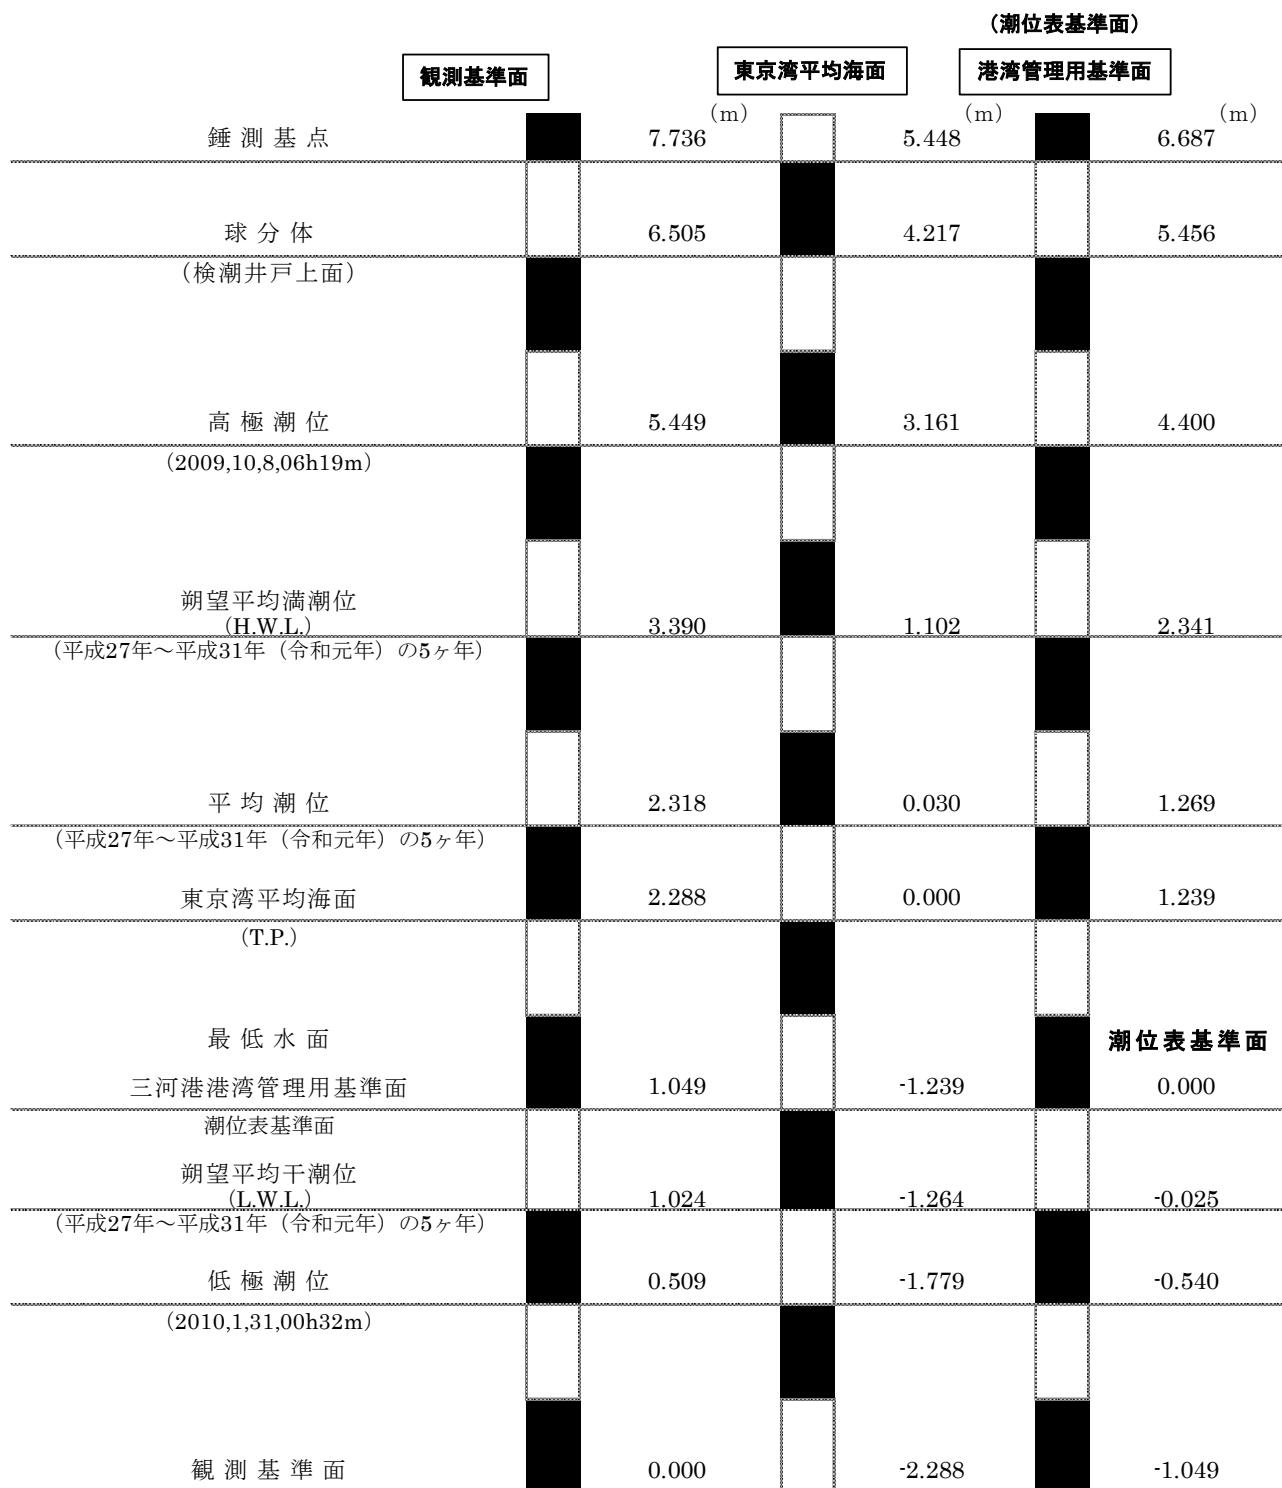 (潮位表基準面)
観測基準面 東京湾平均海面 港湾管理用基準面
(m) (m) (m)
錘測基点 7.736 5.448 6.687
球分体 6.505 4.217 5.456
(検潮井戸上面)
高極潮位 5.449 3.161 4.400
(2009,10,8,06h19m)
朔望平均満潮位
(H.W.L.) 3.390 1.102 2.341
(平成27年~平成31年(令和元年)の5ヶ年)
平均潮位 2.318 0.030 1.269
(平成27年~平成31年(令和元年)の5ヶ年)
東京湾平均海面 2.288 0.000 1.239
(T.P.)
最低水面 潮位表基準面
三河港港湾管理用基準面 1.049 -1.239 0.000
潮位表基準面
朔望平均干潮位
(L.W.L.) 1.024 -1.264 -0.025
(平成27年~平成31年(令和元年)の5ヶ年)
低極潮位 0.509 -1.779 -0.540
(2010,1,31,00h32m)
観測基準面 0.000 -2.288 -1.049